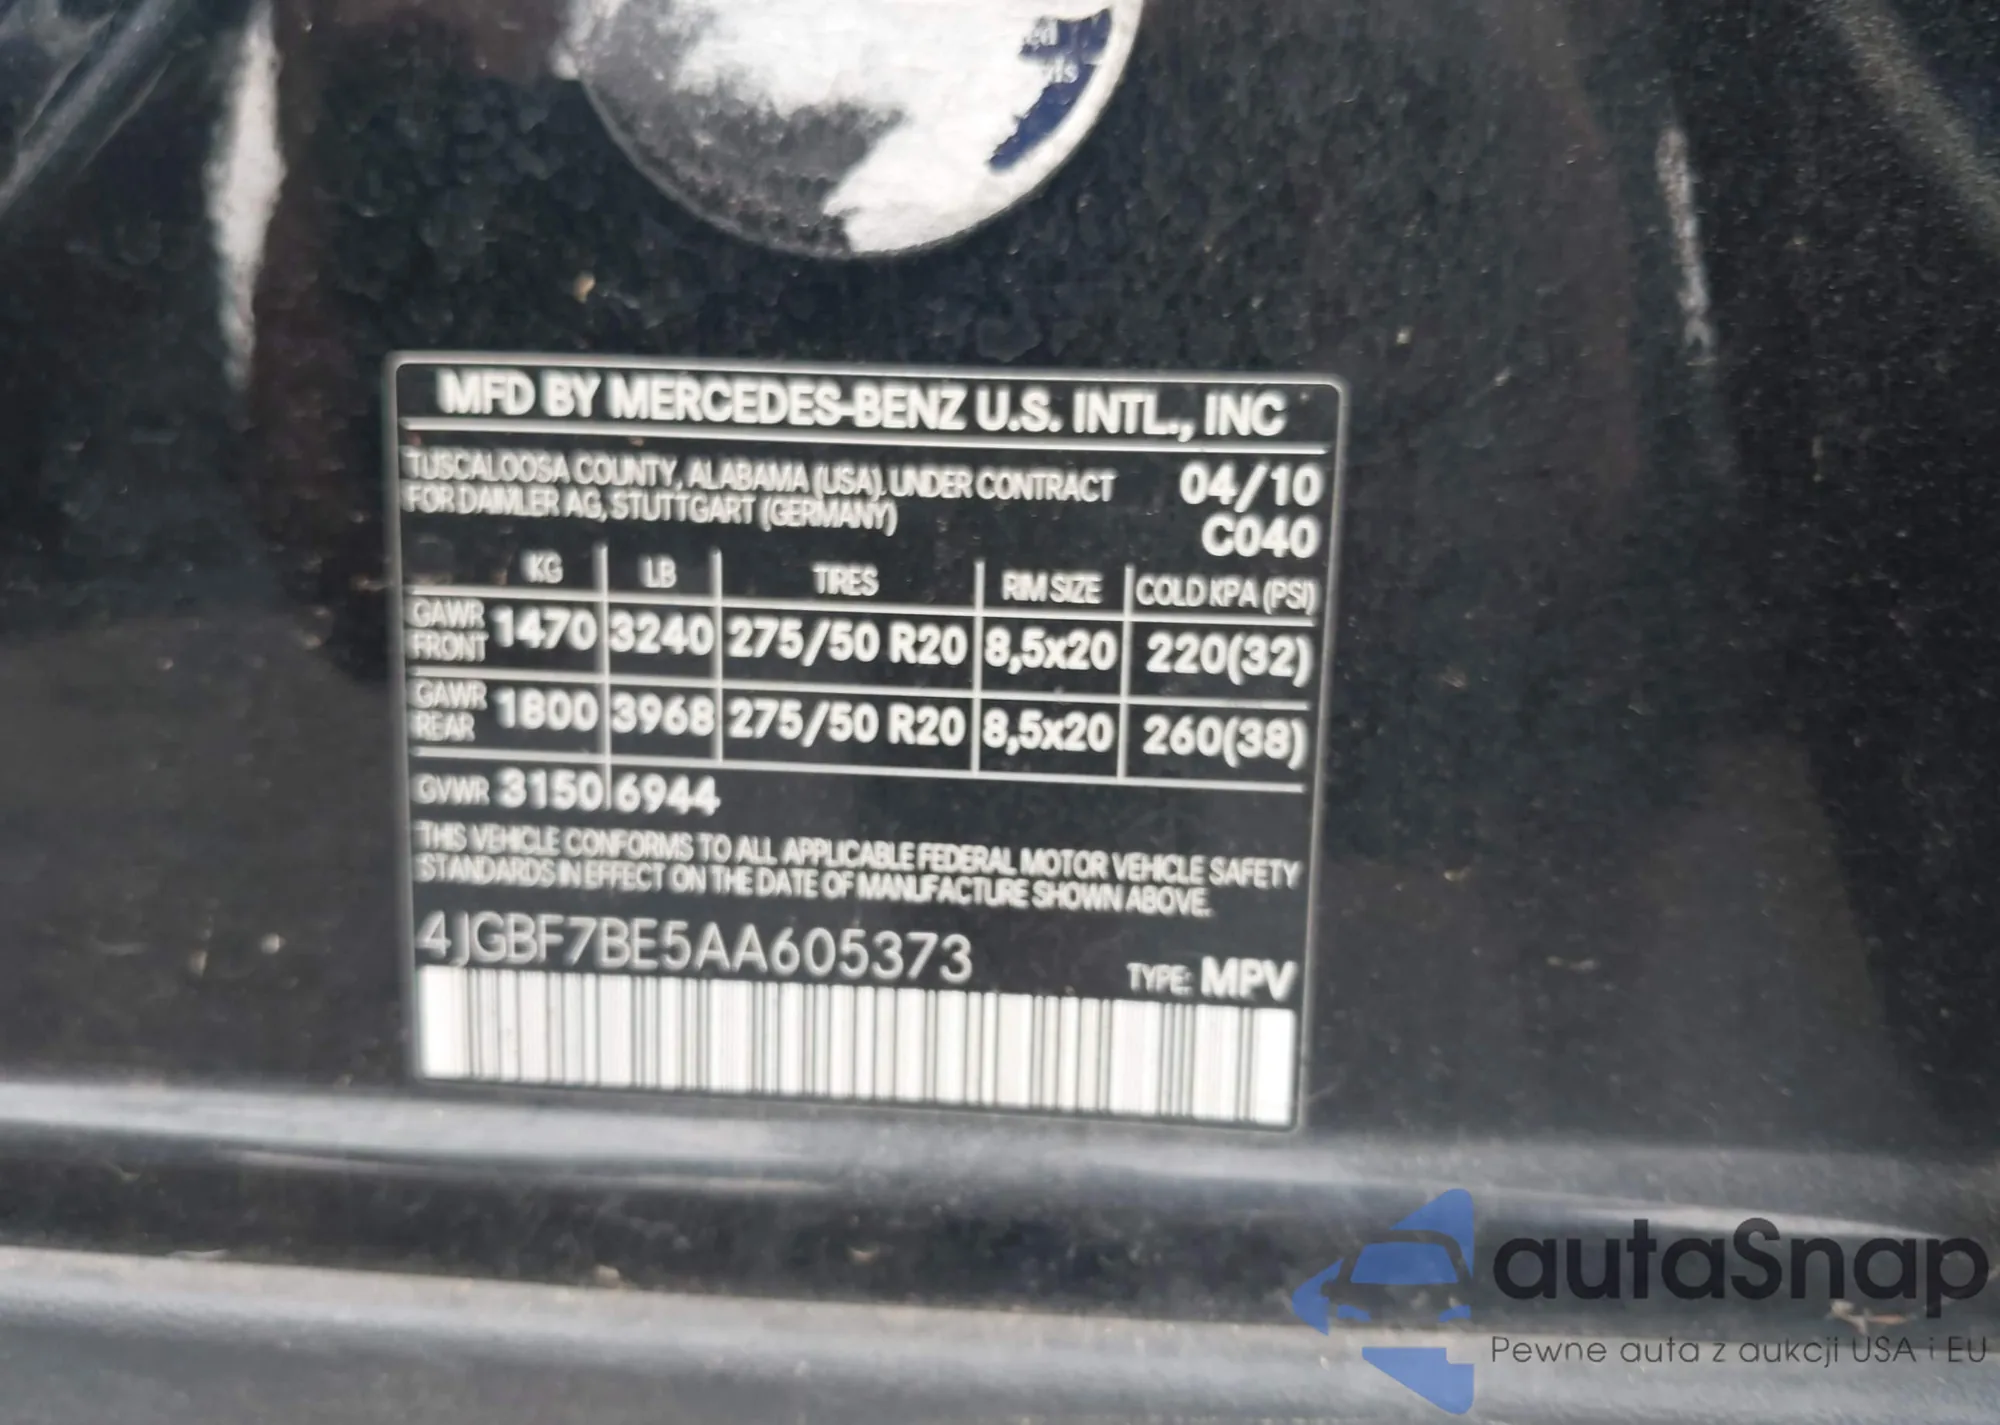 MFD BY MERCEDES-BENZ U.S. INTL., INC
TUSCALOOSA COUNTY, ALABAMA (USA), UNDER CONTRACT 04/10
FOR DAIMLER AG, STUTTGART (GERMANY) C040
KG LB TIRES RIM SIZE COLD KPA (PSI)
GAWR FRONT 1470 3240 275/50 R20 8,5x20 220(32)
GAWR REAR 1800 3968 275/50 R20 8,5x20 260(38)
GVWR 3150 6944
THIS VEHICLE CONFORMS TO ALL APPLICABLE FEDERAL MOTOR VEHICLE SAFETY
STANDARDS IN EFFECT ON THE DATE OF MANUFACTURE SHOWN ABOVE.
4JGBF7BE5AA605373 TYPE: MPV
autaSnap
Pewne auta z aukcji USA i EU